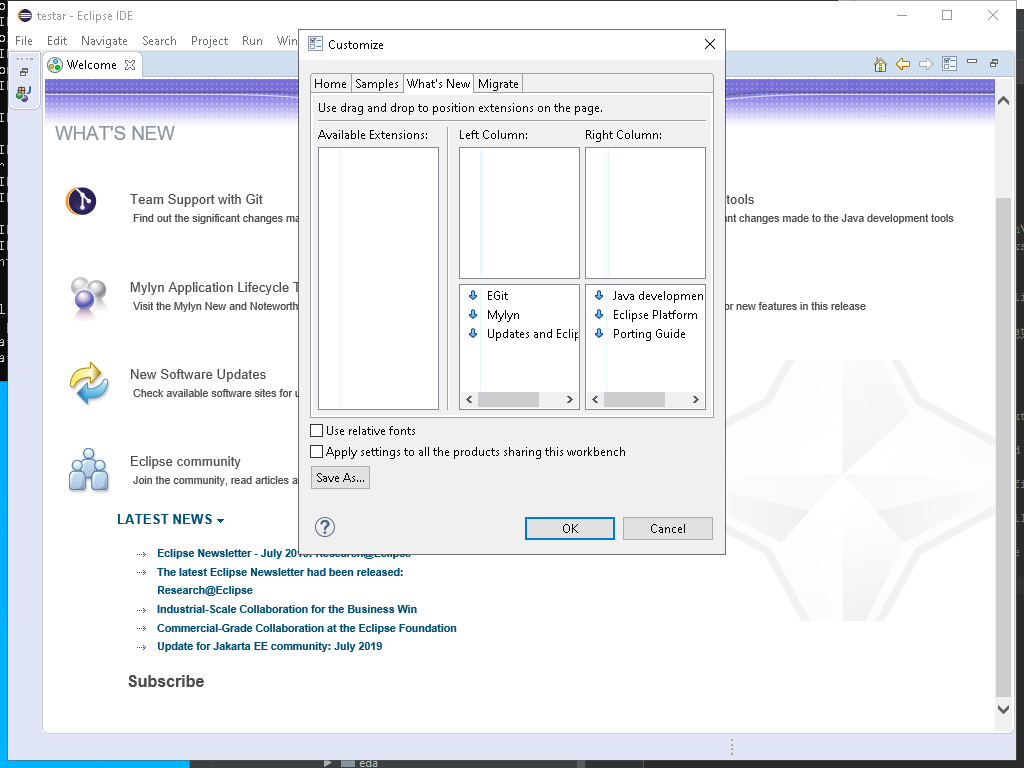 testar - Eclipse IDE
File Edit Navigate Search Project Run Win
Welcome
WHAT'S NEW
Team Support with Git
Find out the significant changes ma
Mylyn Application Lifecycle T
Visit the Mylyn New and Noteworth
New Software Updates
Check available software sites for u
Eclipse community
Join the community, read articles a
LATEST NEWS
Eclipse Newsletter - July 2019: Research@Eclipse
The latest Eclipse Newsletter had been released:
Research@Eclipse
Industrial-Scale Collaboration for the Business Win
Commercial-Grade Collaboration at the Eclipse Foundation
Update for Jakarta EE community: July 2019
Subscribe
tools
nt changes made to the Java development tools
or new features in this release
Customize
Home Samples What's New Migrate
Use drag and drop to position extensions on the page.
Available Extensions: Left Column: Right Column:
EGit
Mylyn
Updates and Eclip
Java developmen
Eclipse Platform
Porting Guide
Use relative fonts
Apply settings to all the products sharing this workbench
Save As...
? OK Cancel
eda